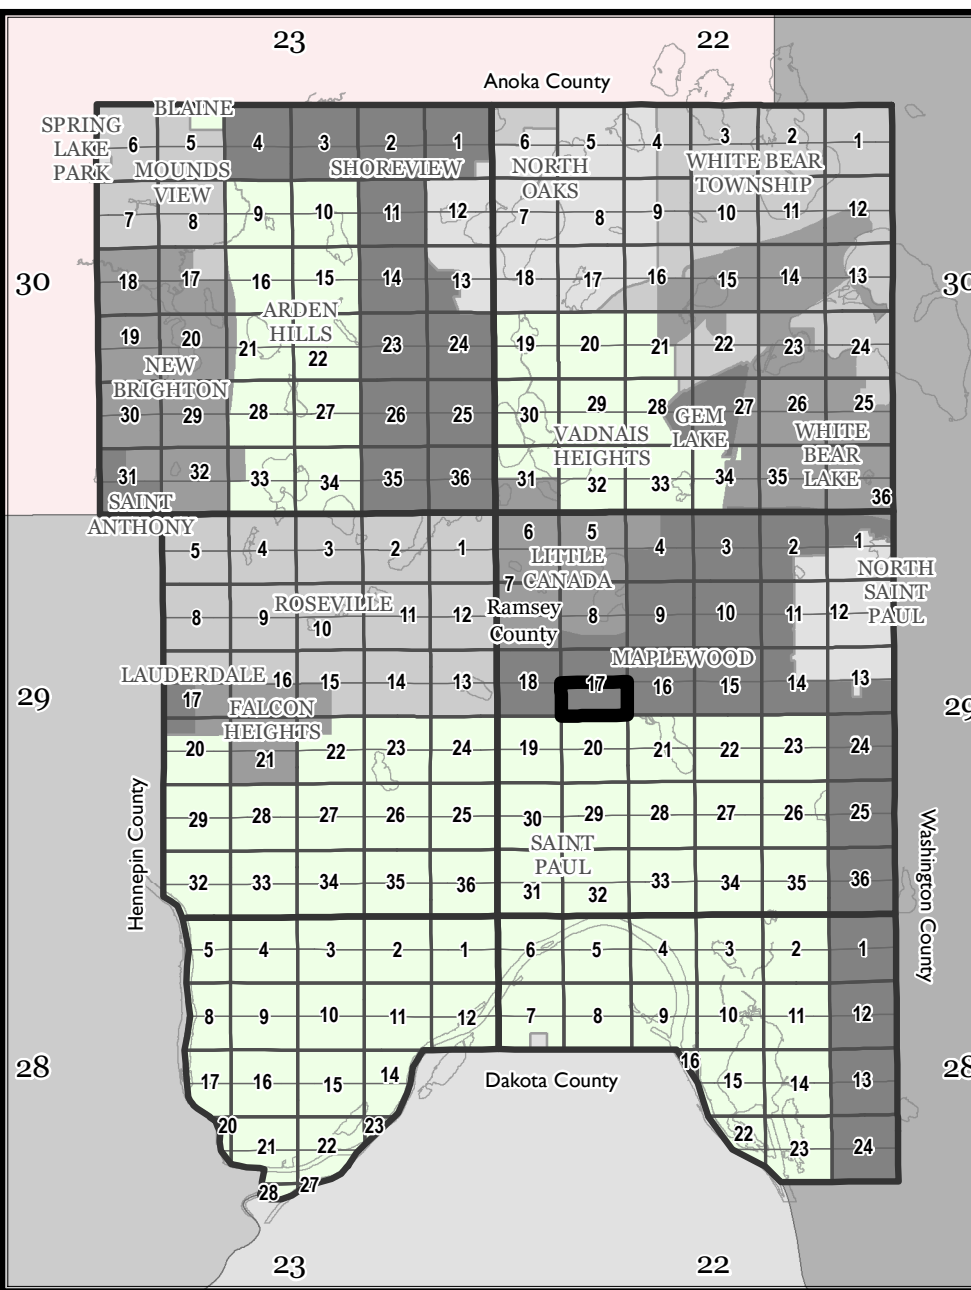 23 22
Anoka County
BLAINE
SPRING
LAKE
PARK
6 5 4 3 2 1 6 5 4 3 2 1
MOUNDS
VIEW
SHOREVIEW
NORTH
OAKS
WHITE BEAR
TOWNSHIP
7 8 9 10 11 12 7 8 9 10 11 12
30 18 17 16 15 14 13 18 17 16 15 14 13 30
ARDEN
HILLS
19 20 21 22 23 24 19 20 21 22 23 24
NEW
BRIGHTON
30 29 28 27 26 25 30 29 28 27 26 25
GEM
LAKE
VADNAIS
HEIGHTS
WHITE
BEAR
LAKE
31 32 33 34 35 36 31 32 33 34 35 36
SAINT
ANTHONY
5 4 3 2 1 6 5 4 3 2 1
LITTLE
CANADA
NORTH
SAINT
PAUL
8 9 10 11 12 7 8 9 10 11 12
ROSEVILLE
Ramsey
County
MAPLEWOOD
LAUDERDALE
29 17 16 15 14 13 18 17 16 15 14 13 29
FALCON
HEIGHTS
20 21 22 23 24 19 20 21 22 23 24
Hennepin County
29 28 27 26 25 30 29 28 27 26 25
Washington County
SAINT
PAUL
32 33 34 35 36 31 32 33 34 35 36
5 4 3 2 1 6 5 4 3 2 1
8 9 10 11 12 7 8 9 10 11 12
28 17 16 15 14 16 15 14 13 28
Dakota County
20 21 22 23 22 23 24
28 27
23 22